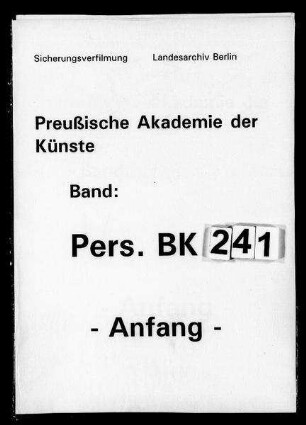 Sicherungsverfilmung Landesarchiv Berlin
Preußische Akademie der
Künste
Band:
Pers. BK 241
- Anfang -